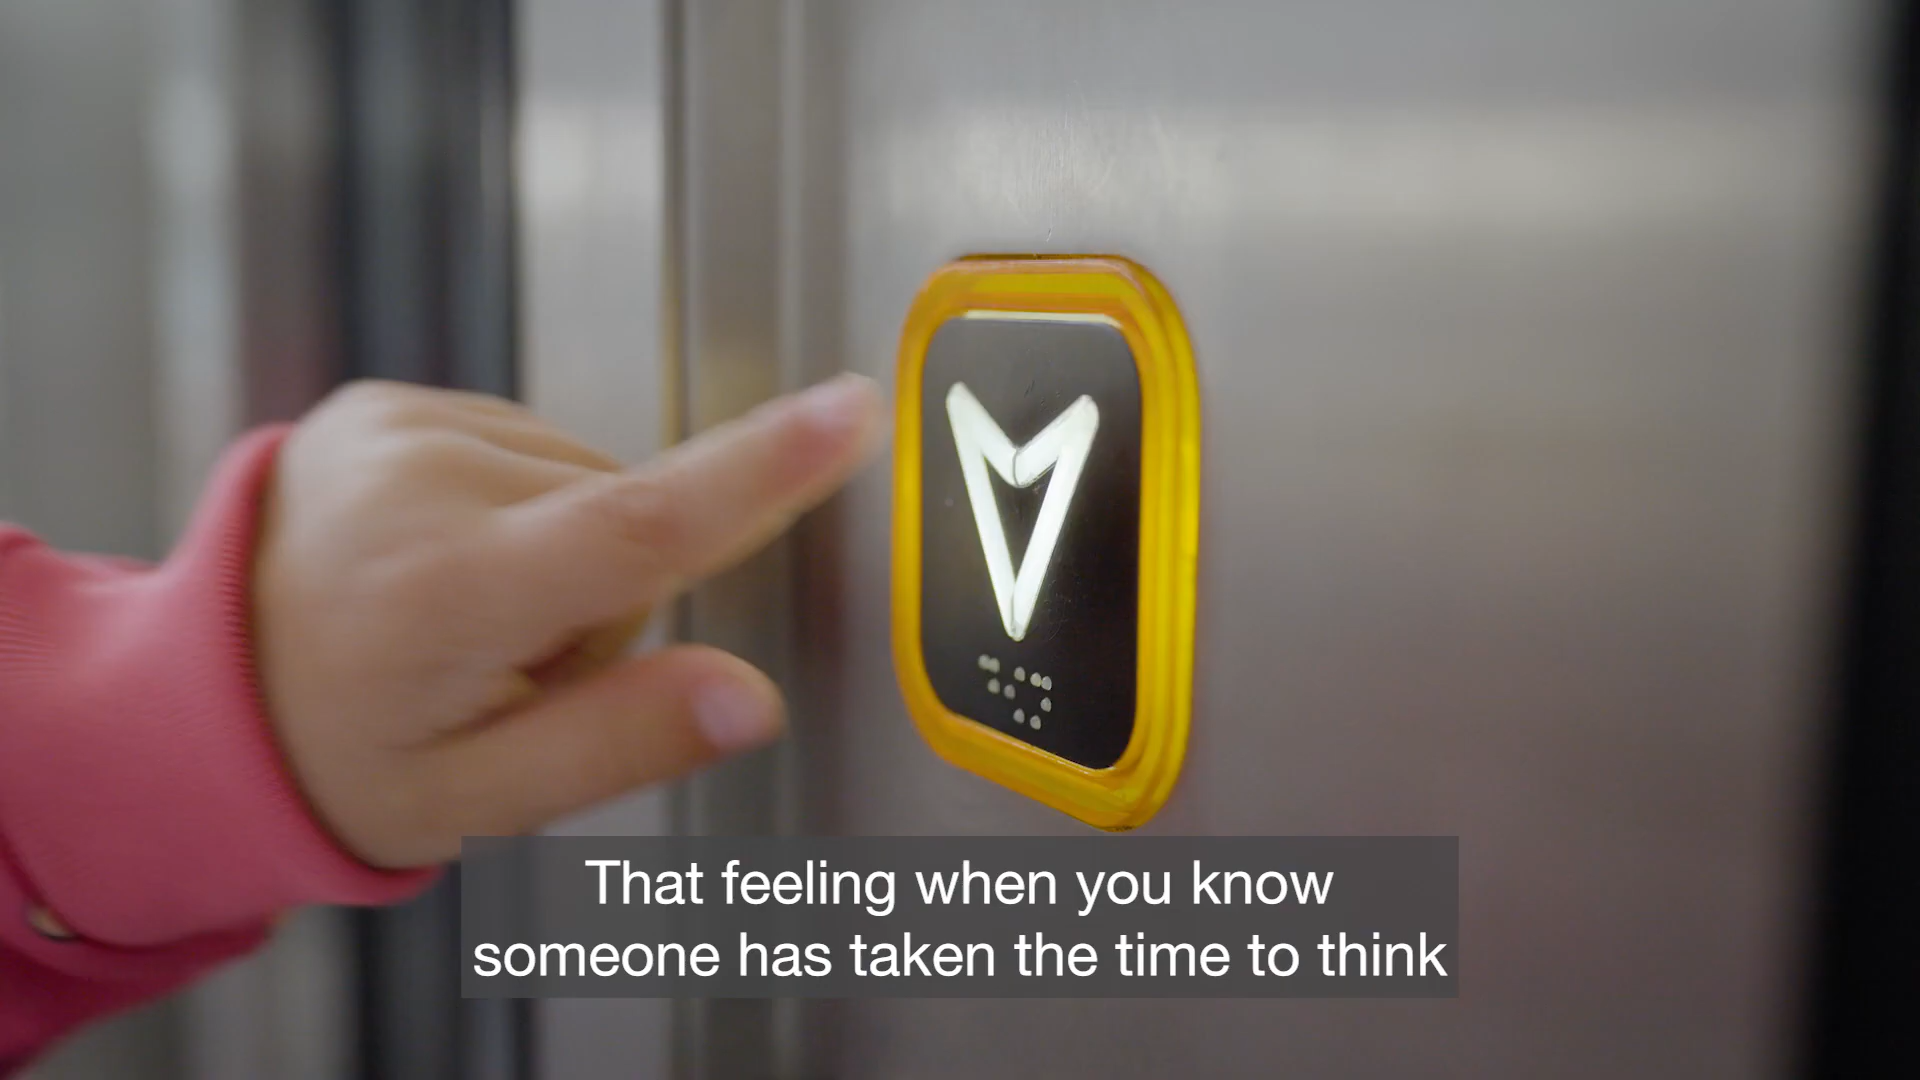 That feeling when you know
someone has taken the time to think